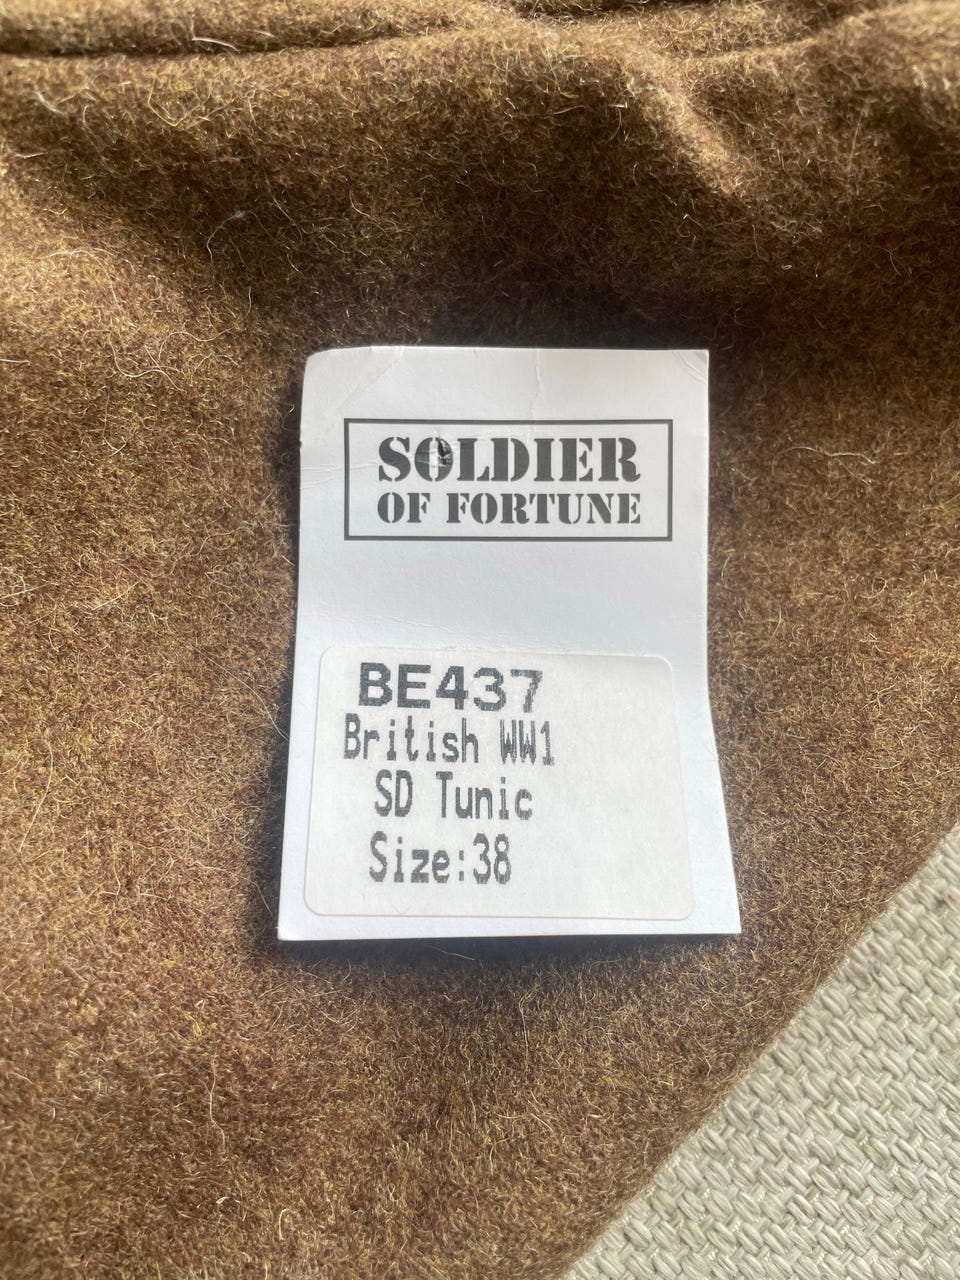 SOLDIER
OF FORTUNE
BE437
British WW1
SD Tunic
Size:38